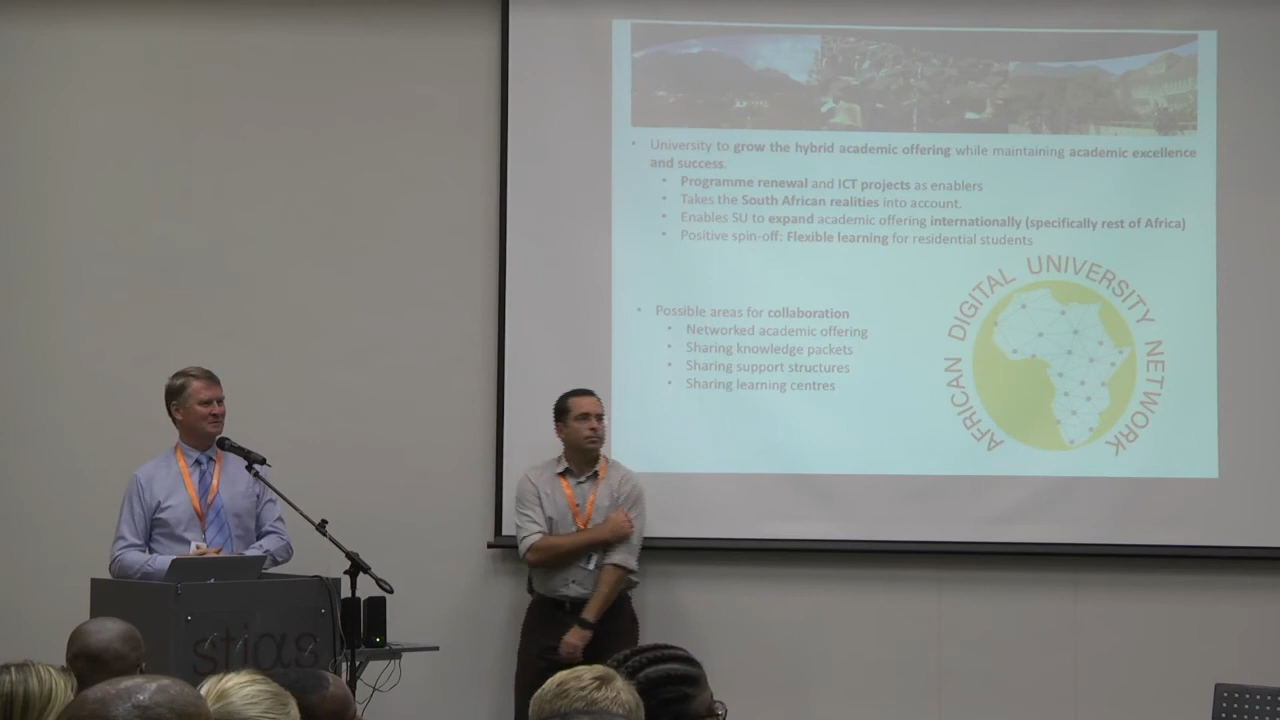 University to grow the hybrid academic offering while maintaining academic excellence
and success.
Programme renewal and ICT projects as enablers
Takes the South African realities into account.
Enables SU to expand academic offering internationally (specifically rest of Africa)
Positive spin-off: Flexible learning for residential students
Possible areas for collaboration
Networked academic offering
Sharing knowledge packets
Sharing support structures
Sharing learning centres
AFRICAN DIGITAL UNIVERSITY NETWORK
stias